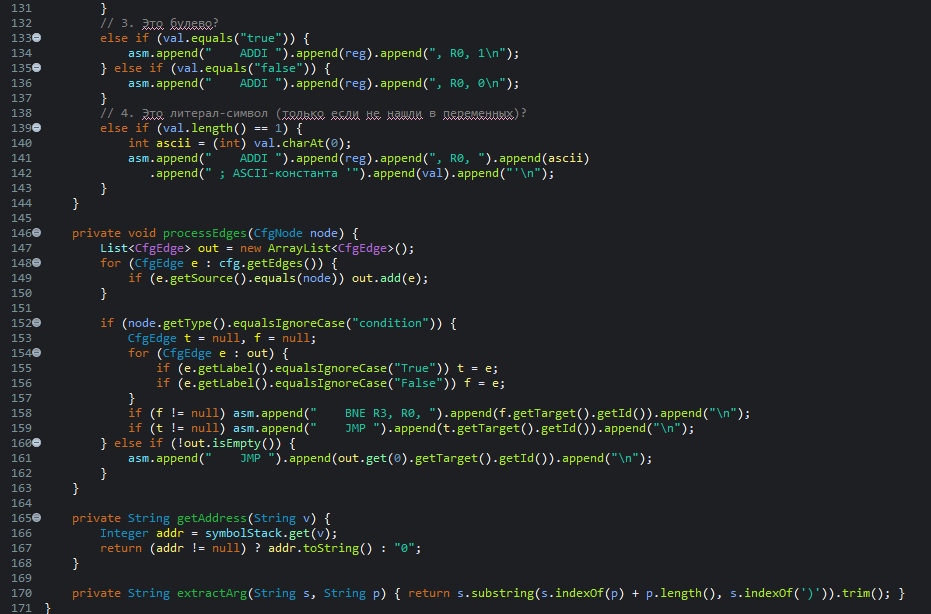 131         }
132         // 3. Это булево?
133         else if (val.equals("true")) {
134             asm.append("    ADDI ").append(reg).append(", R0, 1\n");
135         } else if (val.equals("false")) {
136             asm.append("    ADDI ").append(reg).append(", R0, 0\n");
137         }
138         // 4. Это литерал-символ (только если не нашли в переменных)?
139         else if (val.length() == 1) {
140             int ascii = (int) val.charAt(0);
141             asm.append("    ADDI ").append(reg).append(", R0, ").append(ascii)
142                .append(" ; ASCII-константа '").append(val).append("'\n");
143         }
144     }
145
146     private void processEdges(CfgNode node) {
147         List<CfgEdge> out = new ArrayList<CfgEdge>();
148         for (CfgEdge e : cfg.getEdges()) {
149             if (e.getSource().equals(node)) out.add(e);
150         }
151
152         if (node.getType().equalsIgnoreCase("condition")) {
153             CfgEdge t = null, f = null;
154             for (CfgEdge e : out) {
155                 if (e.getLabel().equalsIgnoreCase("True")) t = e;
156                 if (e.getLabel().equalsIgnoreCase("False")) f = e;
157             }
158             if (f != null) asm.append("    BNE R3, R0, ").append(f.getTarget().getId()).append("\n");
159             if (t != null) asm.append("    JMP ").append(t.getTarget().getId()).append("\n");
160         } else if (!out.isEmpty()) {
161             asm.append("    JMP ").append(out.get(0).getTarget().getId()).append("\n");
162         }
163     }
164
165     private String getAddress(String v) {
166         Integer addr = symbolStack.get(v);
167         return (addr != null) ? addr.toString() : "0";
168     }
169
170     private String extractArg(String s, String p) { return s.substring(s.indexOf(p) + p.length(), s.indexOf(')')).trim(); }
171 }